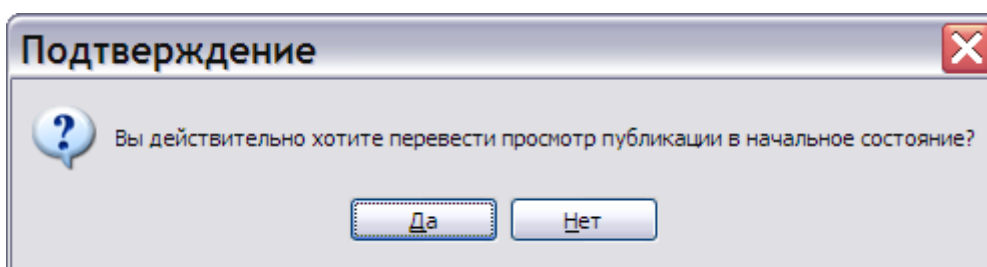 Подтверждение
Вы действительно хотите перевести просмотр публикации в начальное состояние?
Да
Нет